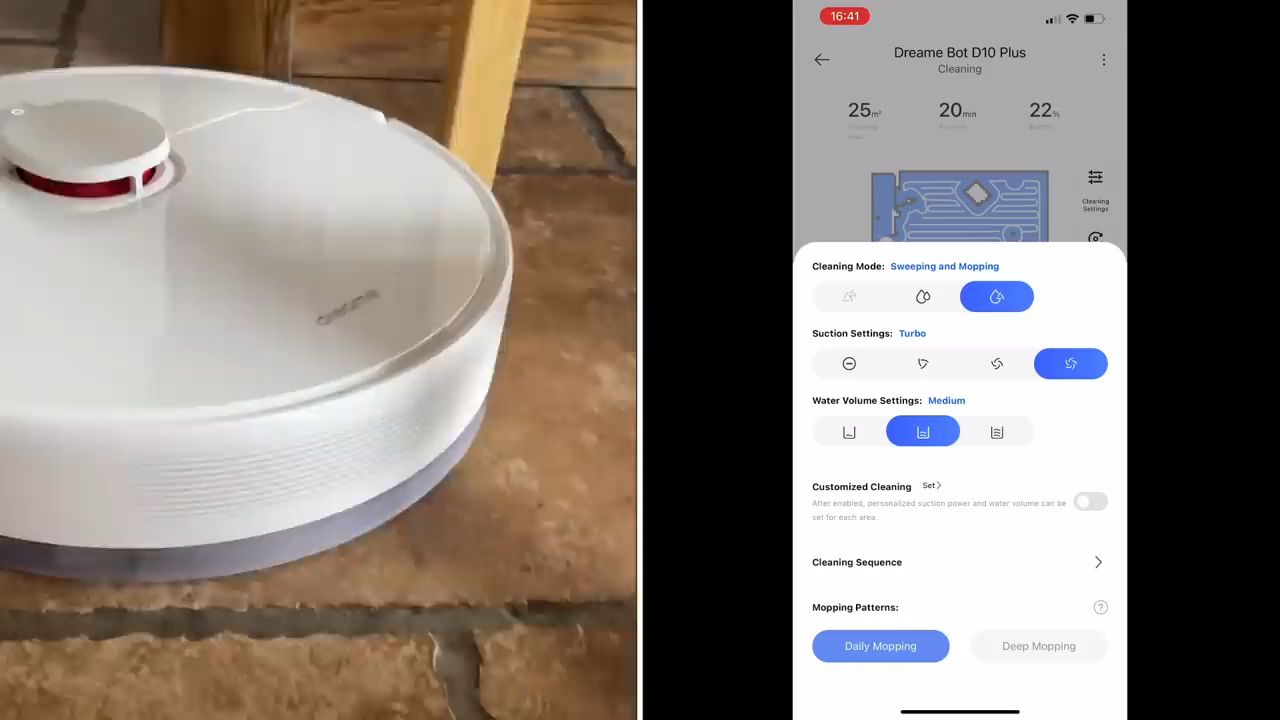 16:41
Dreame Bot D10 Plus
Cleaning
25m² 20min 22%
Cleaning
Settings
Cleaning Mode: Sweeping and Mopping
Suction Settings: Turbo
Water Volume Settings: Medium
Customized Cleaning Set
After enabled, personalized suction power and water volume can be
set for each area.
Cleaning Sequence
Mopping Patterns: ?
Daily Mopping Deep Mopping